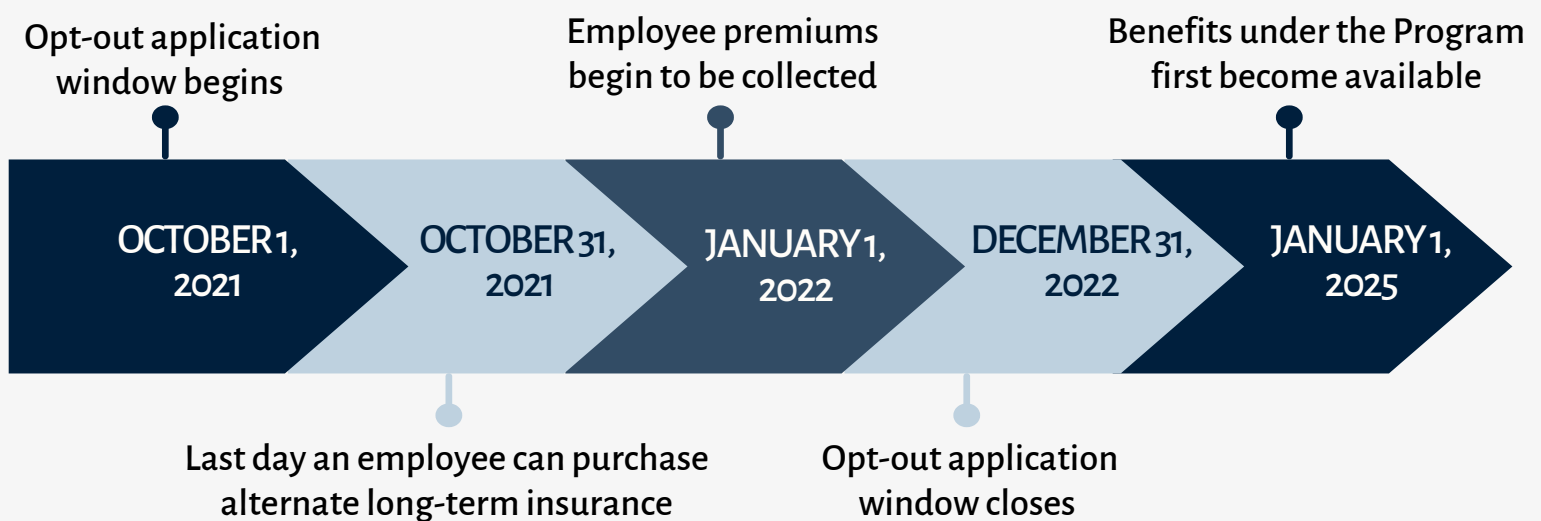 Opt-out application
window begins
Employee premiums
begin to be collected
Benefits under the Program
first become available
OCTOBER 1,
2021
OCTOBER 31,
2021
JANUARY 1,
2022
DECEMBER 31,
2022
JANUARY 1,
2025
Last day an employee can purchase
alternate long-term insurance
Opt-out application
window closes